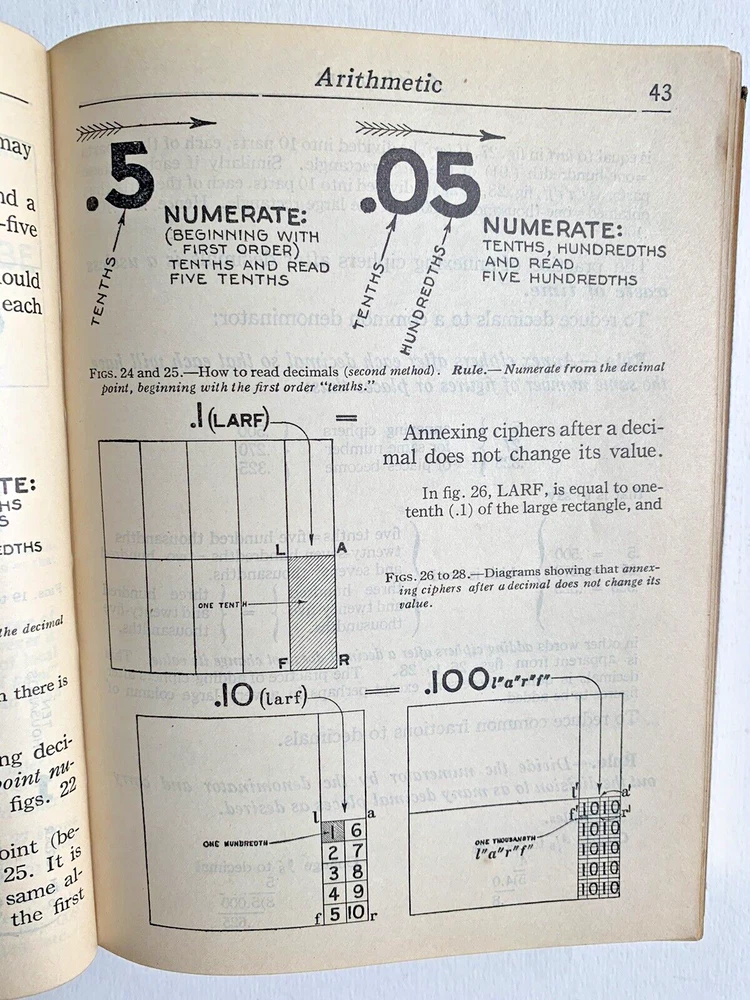 Arithmetic 43
.5
TENTHS
NUMERATE:
(BEGINNING WITH
FIRST ORDER)
TENTHS AND READ
FIVE TENTHS
.05
TENTHS
HUNDREDTHS
NUMERATE:
TENTHS, HUNDREDTHS
AND READ
FIVE HUNDREDTHS
FIGS. 24 and 25.—How to read decimals (second method). Rule.—Numerate from the decimal
point, beginning with the first order "tenths."
.1 (LARF) =
L A
ONE TENTH
F R
Annexing ciphers after a deci-
mal does not change its value.
In fig. 26, LARF, is equal to one-
tenth (.1) of the large rectangle, and
FIGS. 26 to 28.—Diagrams showing that annex-
ing ciphers after a decimal does not change its
value.
.10 (larf) =
l a
ONE HUNDREDTH
1 6
2 7
3 8
4 9
f 5 10 r
.100 l"a"r"f"
l' a'
f' r'
ONE THOUSANDTH
l"a"r"f"
1010
1010
1010
1010
1010
may
nd a
-five
ould
each
TE:
HS
S
EDTHS
the decimal
n there is
ng deci-
point nu-
figs. 22
oint (be-
25. It is
same al-
the first